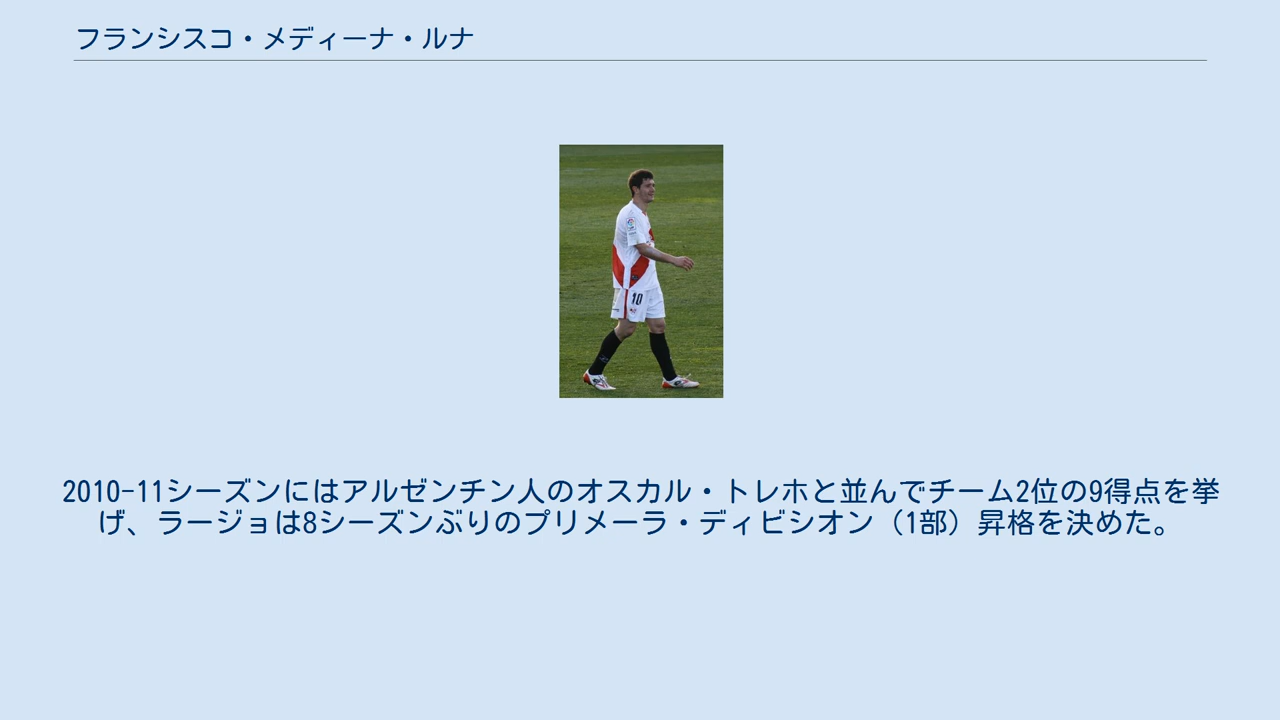 フランシスコ・メディーナ・ルナ
10
2010-11シーズンにはアルゼンチン人のオスカル・トレホと並んでチーム2位の9得点を挙
げ、ラージョは8シーズンぶりのプリメーラ・ディビシオン（1部）昇格を決めた。